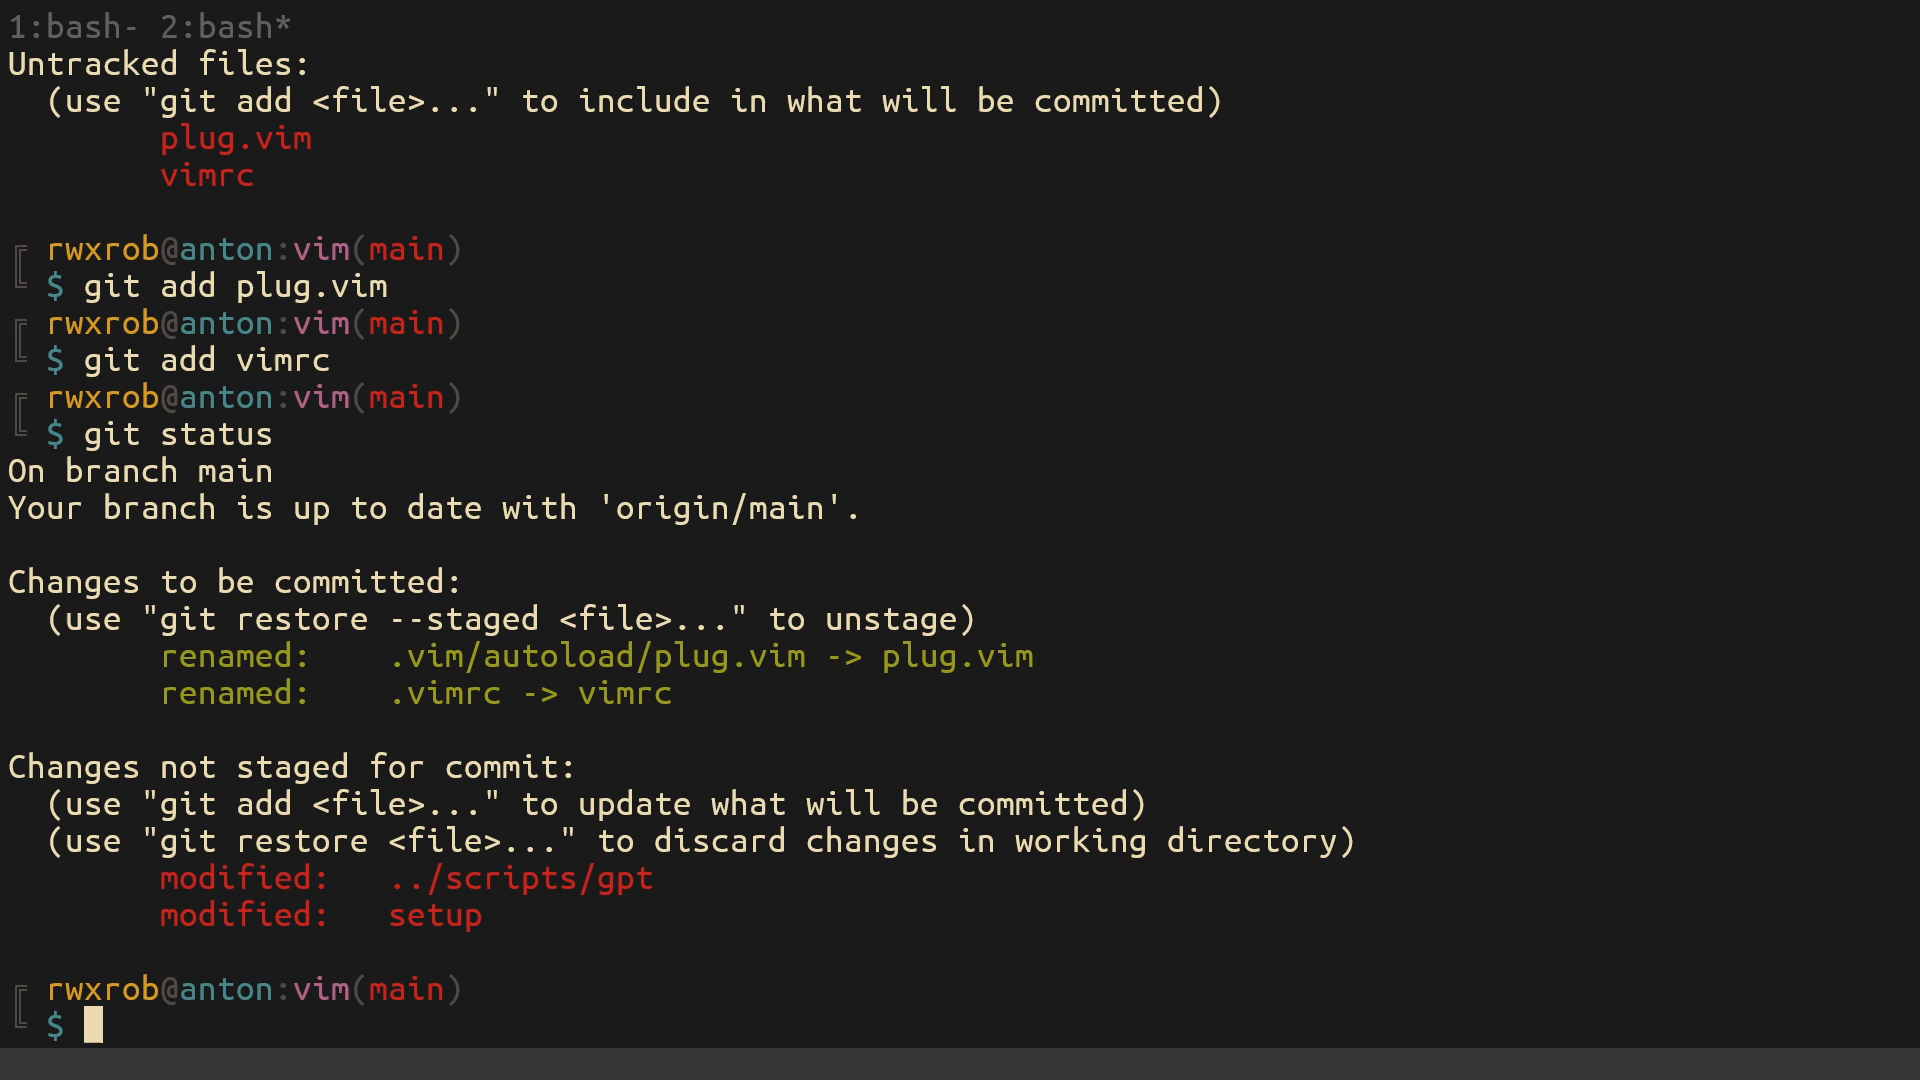 1:bash- 2:bash*
Untracked files:
  (use "git add <file>..." to include in what will be committed)
        plug.vim
        vimrc

╔ rwxrob@anton:vim(main)
╚ $ git add plug.vim
╔ rwxrob@anton:vim(main)
╚ $ git add vimrc
╔ rwxrob@anton:vim(main)
╚ $ git status
On branch main
Your branch is up to date with 'origin/main'.

Changes to be committed:
  (use "git restore --staged <file>..." to unstage)
        renamed:    .vim/autoload/plug.vim -> plug.vim
        renamed:    .vimrc -> vimrc

Changes not staged for commit:
  (use "git add <file>..." to update what will be committed)
  (use "git restore <file>..." to discard changes in working directory)
        modified:   ../scripts/gpt
        modified:   setup

╔ rwxrob@anton:vim(main)
╚ $